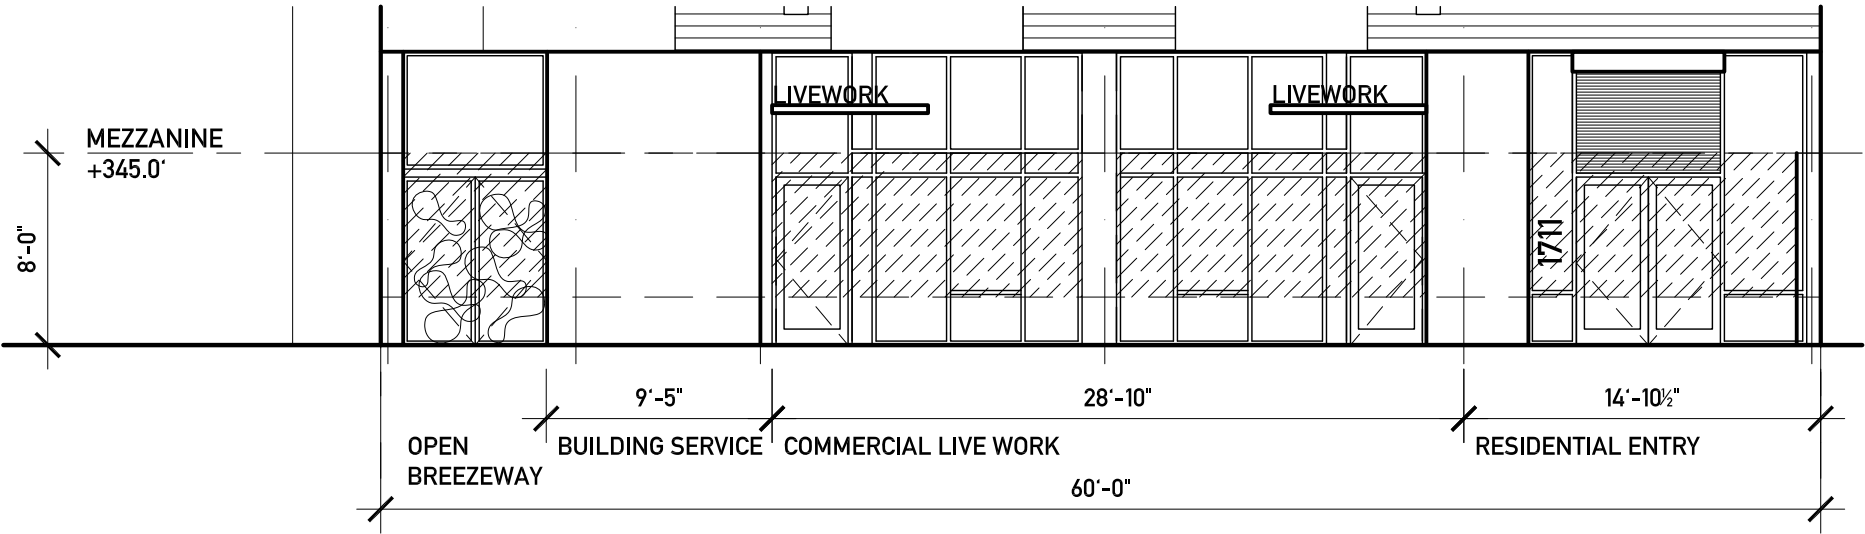 LIVEWORK
LIVEWORK
MEZZANINE
+345.0'
8'-0"
1711
9'-5"
28'-10"
14'-10½"
OPEN
BREEZEWAY
BUILDING SERVICE
COMMERCIAL LIVE WORK
RESIDENTIAL ENTRY
60'-0"